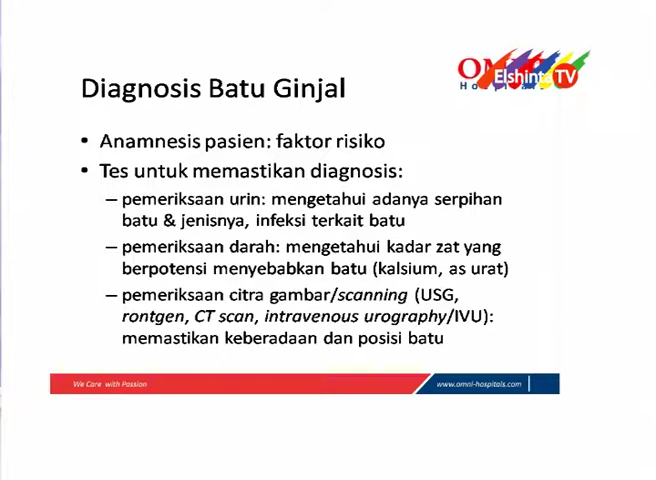 Diagnosis Batu Ginjal
Elshinta TV
• Anamnesis pasien: faktor risiko
• Tes untuk memastikan diagnosis:
– pemeriksaan urin: mengetahui adanya serpihan
batu & jenisnya, infeksi terkait batu
– pemeriksaan darah: mengetahui kadar zat yang
berpotensi menyebabkan batu (kalsium, as urat)
– pemeriksaan citra gambar/scanning (USG,
rontgen, CT scan, intravenous urography/IVU):
memastikan keberadaan dan posisi batu
We Care with Passion
www.omni-hospitals.com